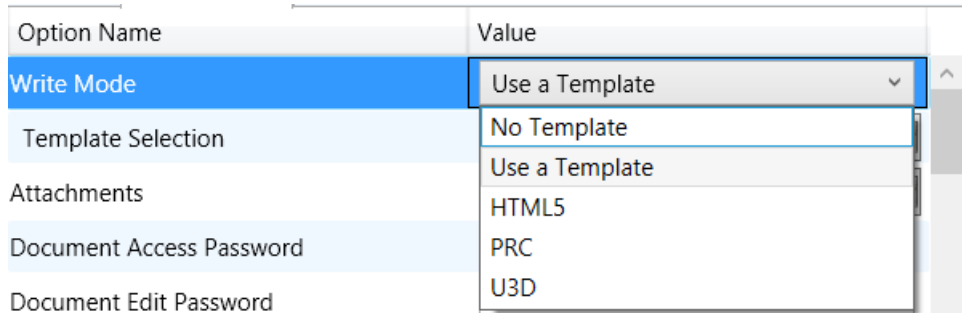 Option Name Value
Write Mode Use a Template
No Template
Template Selection
Use a Template
Attachments
HTML5
Document Access Password PRC
U3D
Document Edit Password